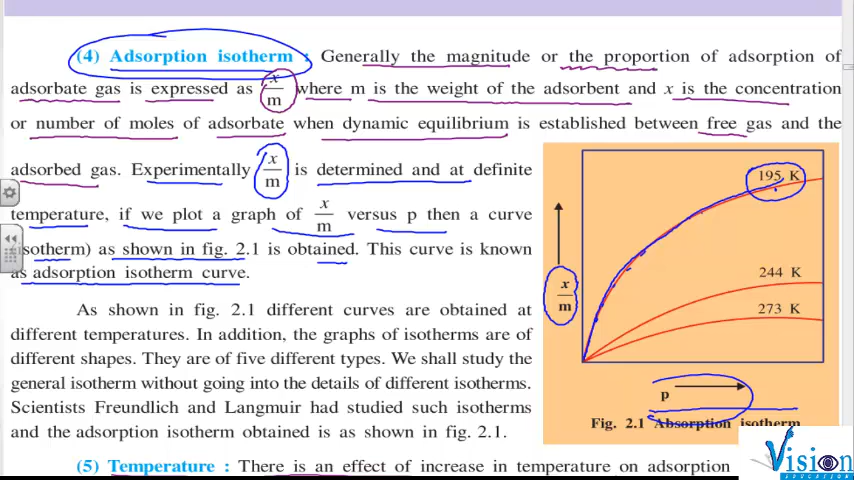 (4) Adsorption isotherm : Generally the magnitude or the proportion of adsorption of
adsorbate gas is expressed as x/m where m is the weight of the adsorbent and x is the concentration
or number of moles of adsorbate when dynamic equilibrium is established between free gas and the
adsorbed gas. Experimentally x/m is determined and at definite
temperature, if we plot a graph of x/m versus p then a curve
(isotherm) as shown in fig. 2.1 is obtained. This curve is known
as adsorption isotherm curve.
As shown in fig. 2.1 different curves are obtained at
different temperatures. In addition, the graphs of isotherms are of
different shapes. They are of five different types. We shall study the
general isotherm without going into the details of different isotherms.
Scientists Freundlich and Langmuir had studied such isotherms
and the adsorption isotherm obtained is as shown in fig. 2.1.
(5) Temperature : There is an effect of increase in temperature on adsorption
195 K
244 K
273 K
x/m
p
Fig. 2.1 Absorption isotherm
Vision
EDUCATION